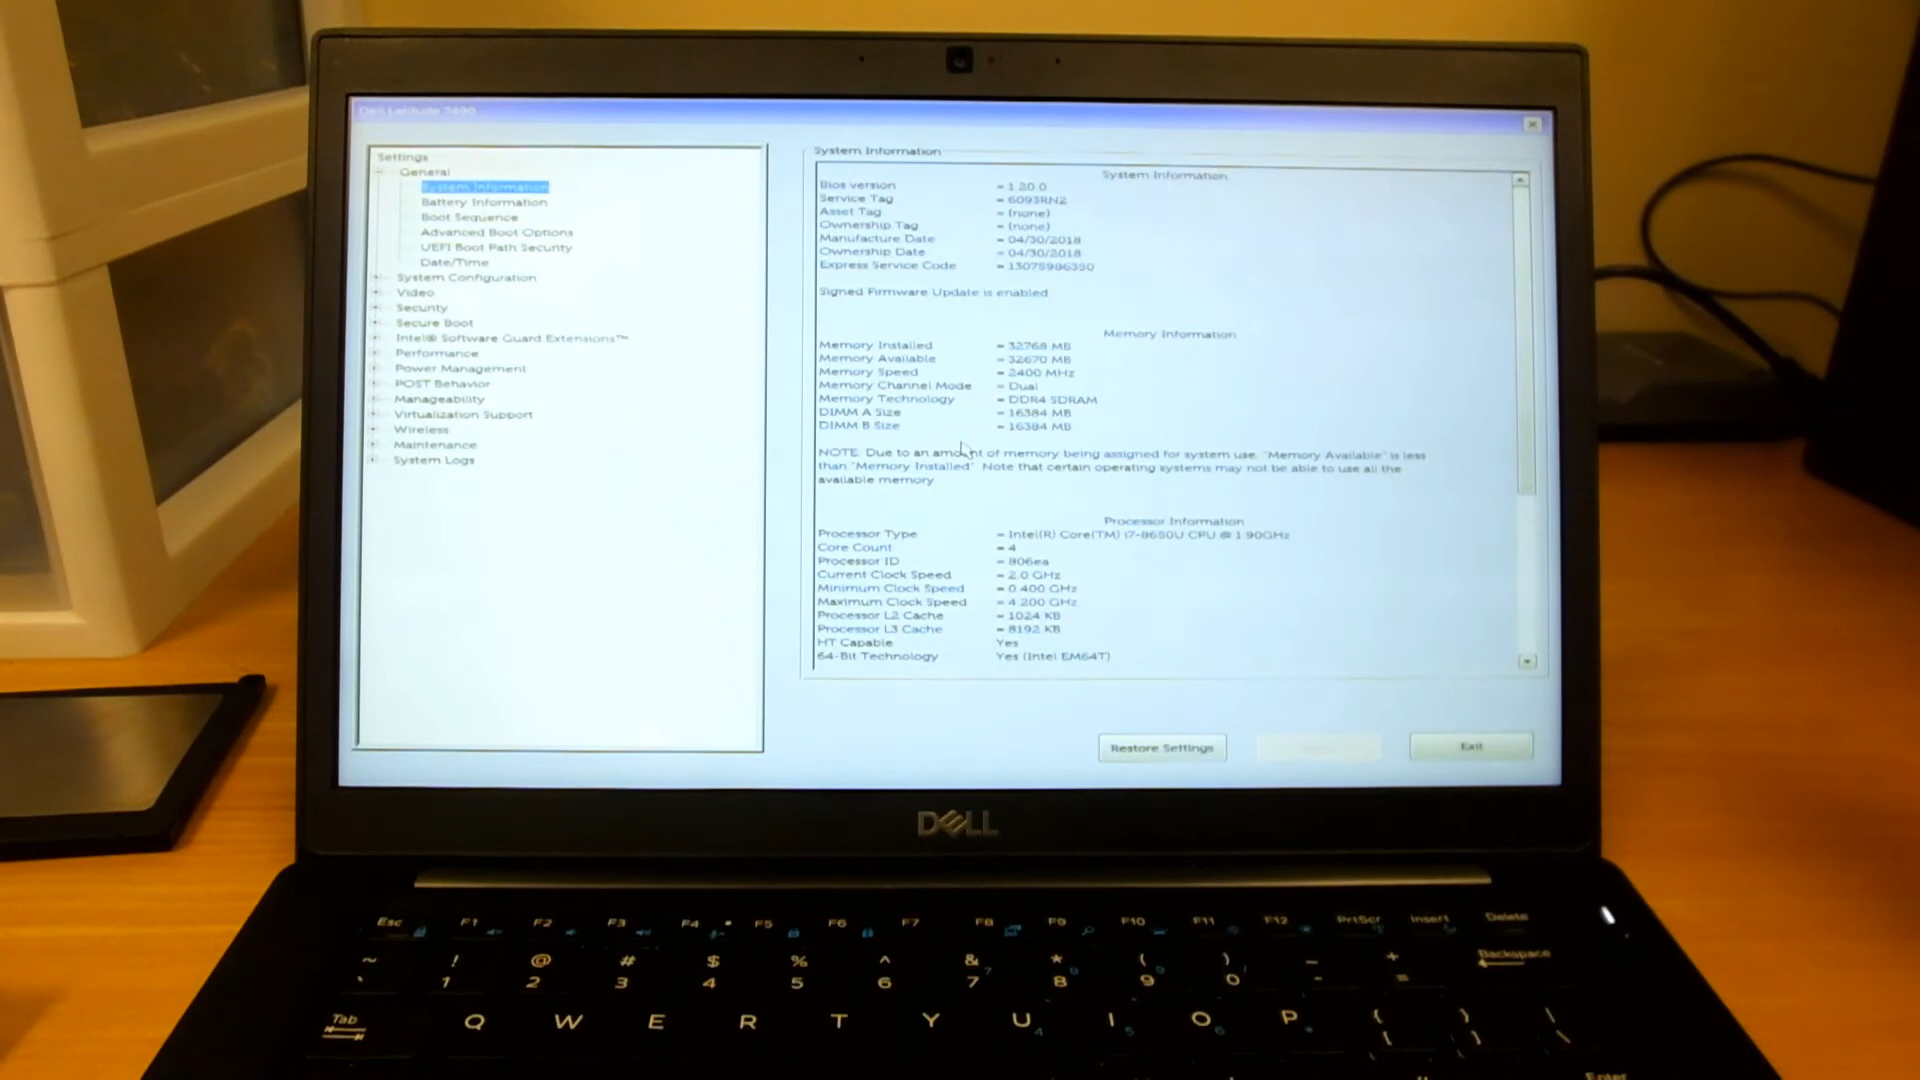 Dell Latitude 7490
Settings
General
System Information
Battery Information
Boot Sequence
Advanced Boot Options
UEFI Boot Path Security
Date/Time
System Configuration
Video
Security
Secure Boot
Intel® Software Guard Extensions™
Performance
Power Management
POST Behavior
Manageability
Virtualization Support
Wireless
Maintenance
System Logs
System Information
System Information
Bios version = 1.20.0
Service Tag = 6093RN2
Asset Tag = (none)
Ownership Tag = (none)
Manufacture Date = 04/30/2018
Ownership Date = 04/30/2018
Express Service Code = 13075986350
Signed Firmware Update is enabled
Memory Information
Memory Installed = 32768 MB
Memory Available = 32670 MB
Memory Speed = 2400 MHz
Memory Channel Mode = Dual
Memory Technology = DDR4 SDRAM
DIMM A Size = 16384 MB
DIMM B Size = 16384 MB
NOTE: Due to an amount of memory being assigned for system use, "Memory Available" is less
than "Memory Installed". Note that certain operating systems may not be able to use all the
available memory
Processor Information
Processor Type = Intel(R) Core(TM) i7-8650U CPU @ 1.90GHz
Core Count = 4
Processor ID = 806ea
Current Clock Speed = 2.0 GHz
Minimum Clock Speed = 0.400 GHz
Maximum Clock Speed = 4.200 GHz
Processor L2 Cache = 1024 KB
Processor L3 Cache = 8192 KB
HT Capable Yes
64-Bit Technology Yes (Intel EM64T)
Restore Settings Exit
DELL
Esc F1 F2 F3 F4 F5 F6 F7 F8 F9 F10 F11 F12 PrtScr Insert Delete
~ ! @ # $ % ^ & * ( ) _ + Backspace
` 1 2 3 4 5 6 7 7 8 8 9 9 0 - =
Tab Q W E R T Y U 4 I 5 O 6 P * { [ } ] | \
Enter